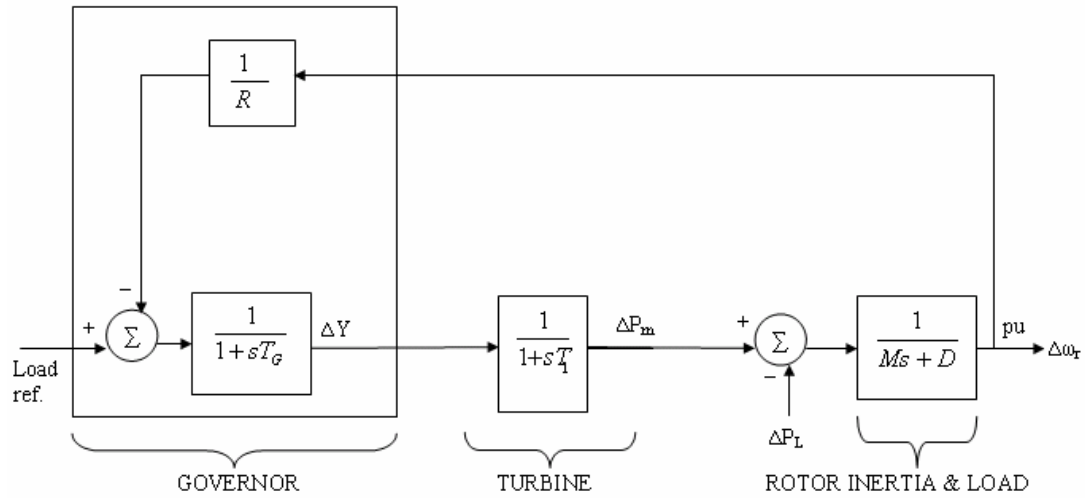 1
R
−
+
Σ
1
1+sT_G
ΔY
1
1+sT_1
ΔP_m
+
Σ
−
1
Ms + D
pu
Δω_r
Load
ref.
ΔP_L
GOVERNOR
TURBINE
ROTOR INERTIA & LOAD